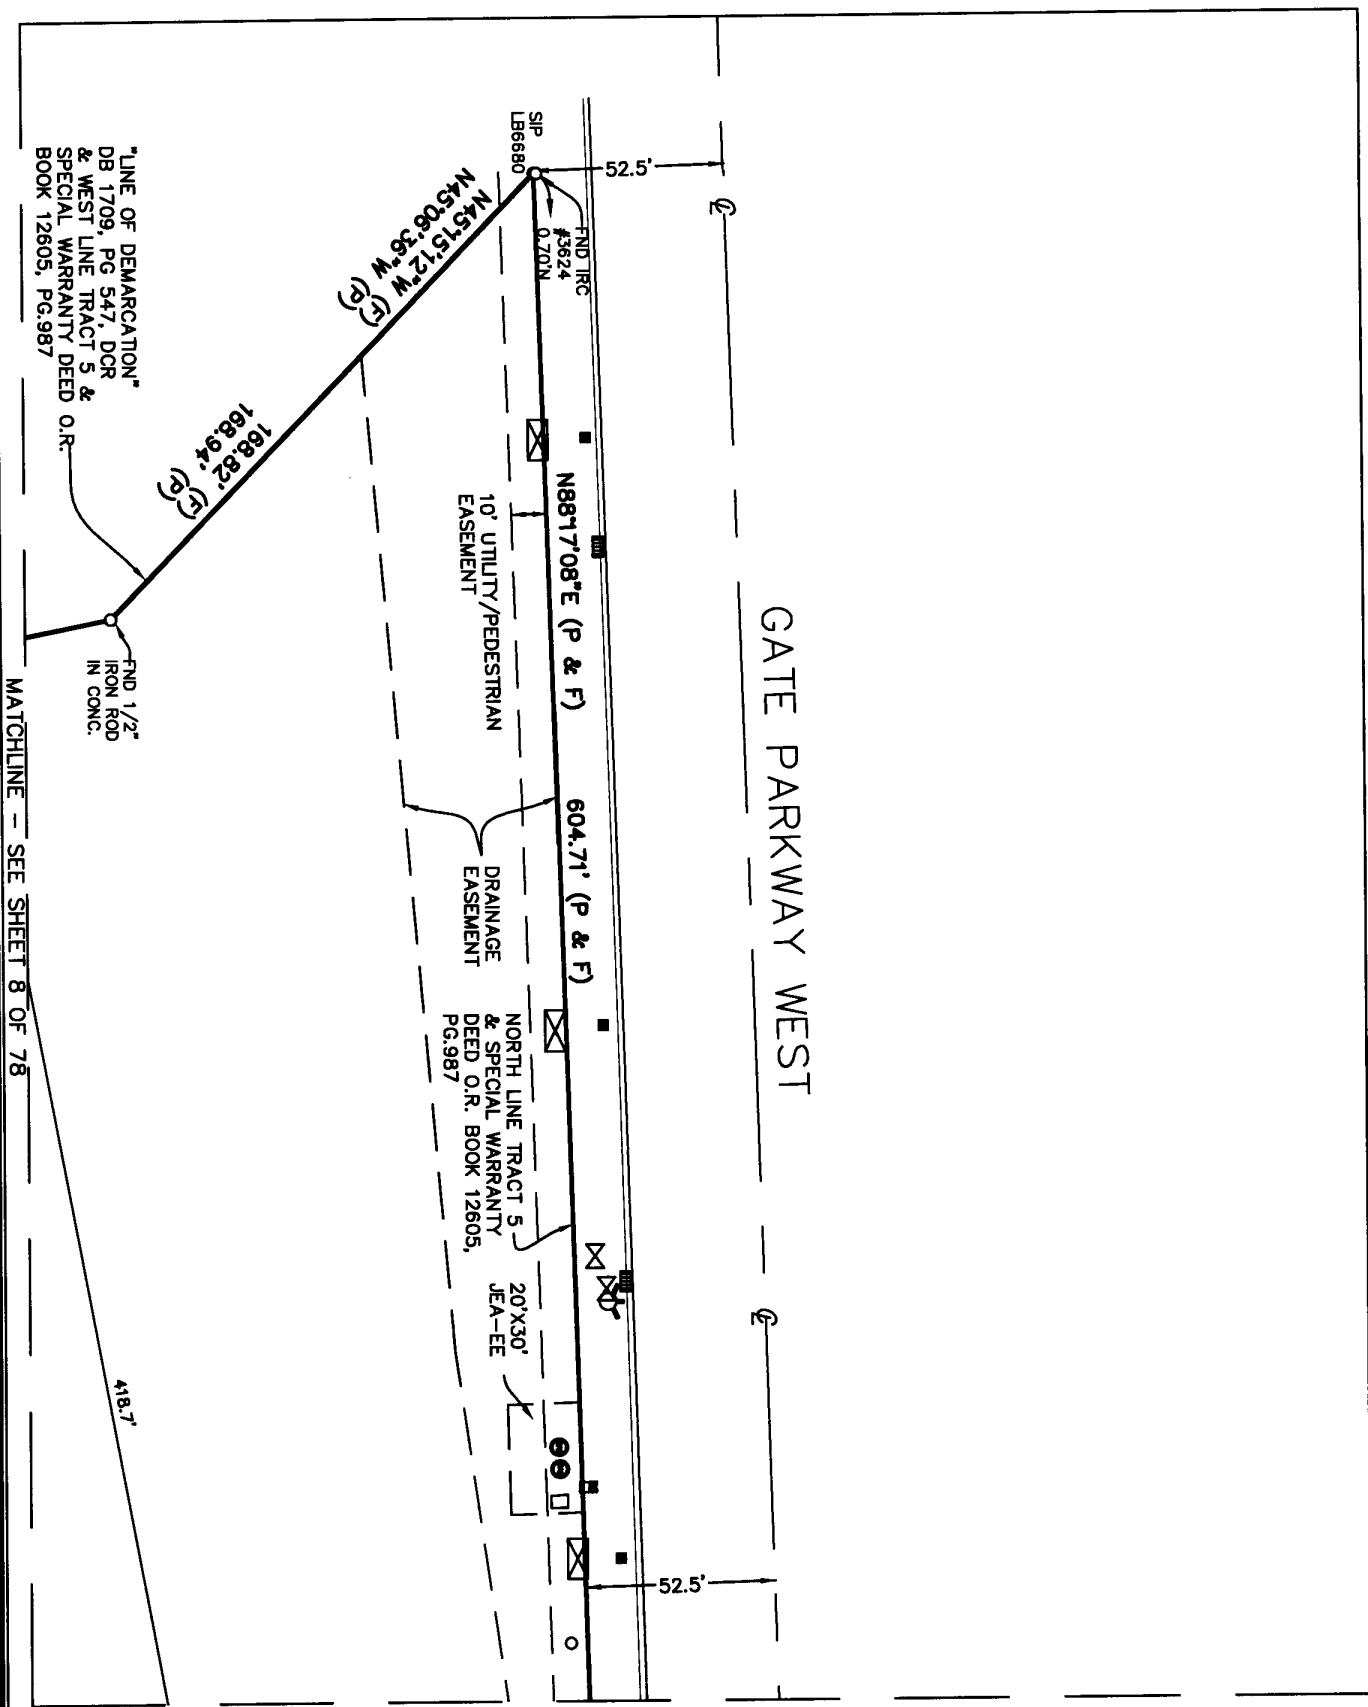 GATE PARKWAY WEST
℄
℄
52.5'
52.5'
SIP
LB6680
FND IRC
#3624
0.70'N
N88°17'08"E (P & F)
604.71' (P & F)
N45°15'12"W (F)
N45°06'36"W (P)
168.82' (F)
168.94' (P)
10' UTILITY/PEDESTRIAN
EASEMENT
DRAINAGE
EASEMENT
NORTH LINE TRACT 5
& SPECIAL WARRANTY
DEED O.R. BOOK 12605,
PG.987
20'X30'
JEA-EE
"LINE OF DEMARCATION"
DB 1709, PG 547, DCR
& WEST LINE TRACT 5 &
SPECIAL WARRANTY DEED O.R.
BOOK 12605, PG.987
FND 1/2"
IRON ROD
IN CONC.
418.7'
MATCHLINE - SEE SHEET 8 OF 78